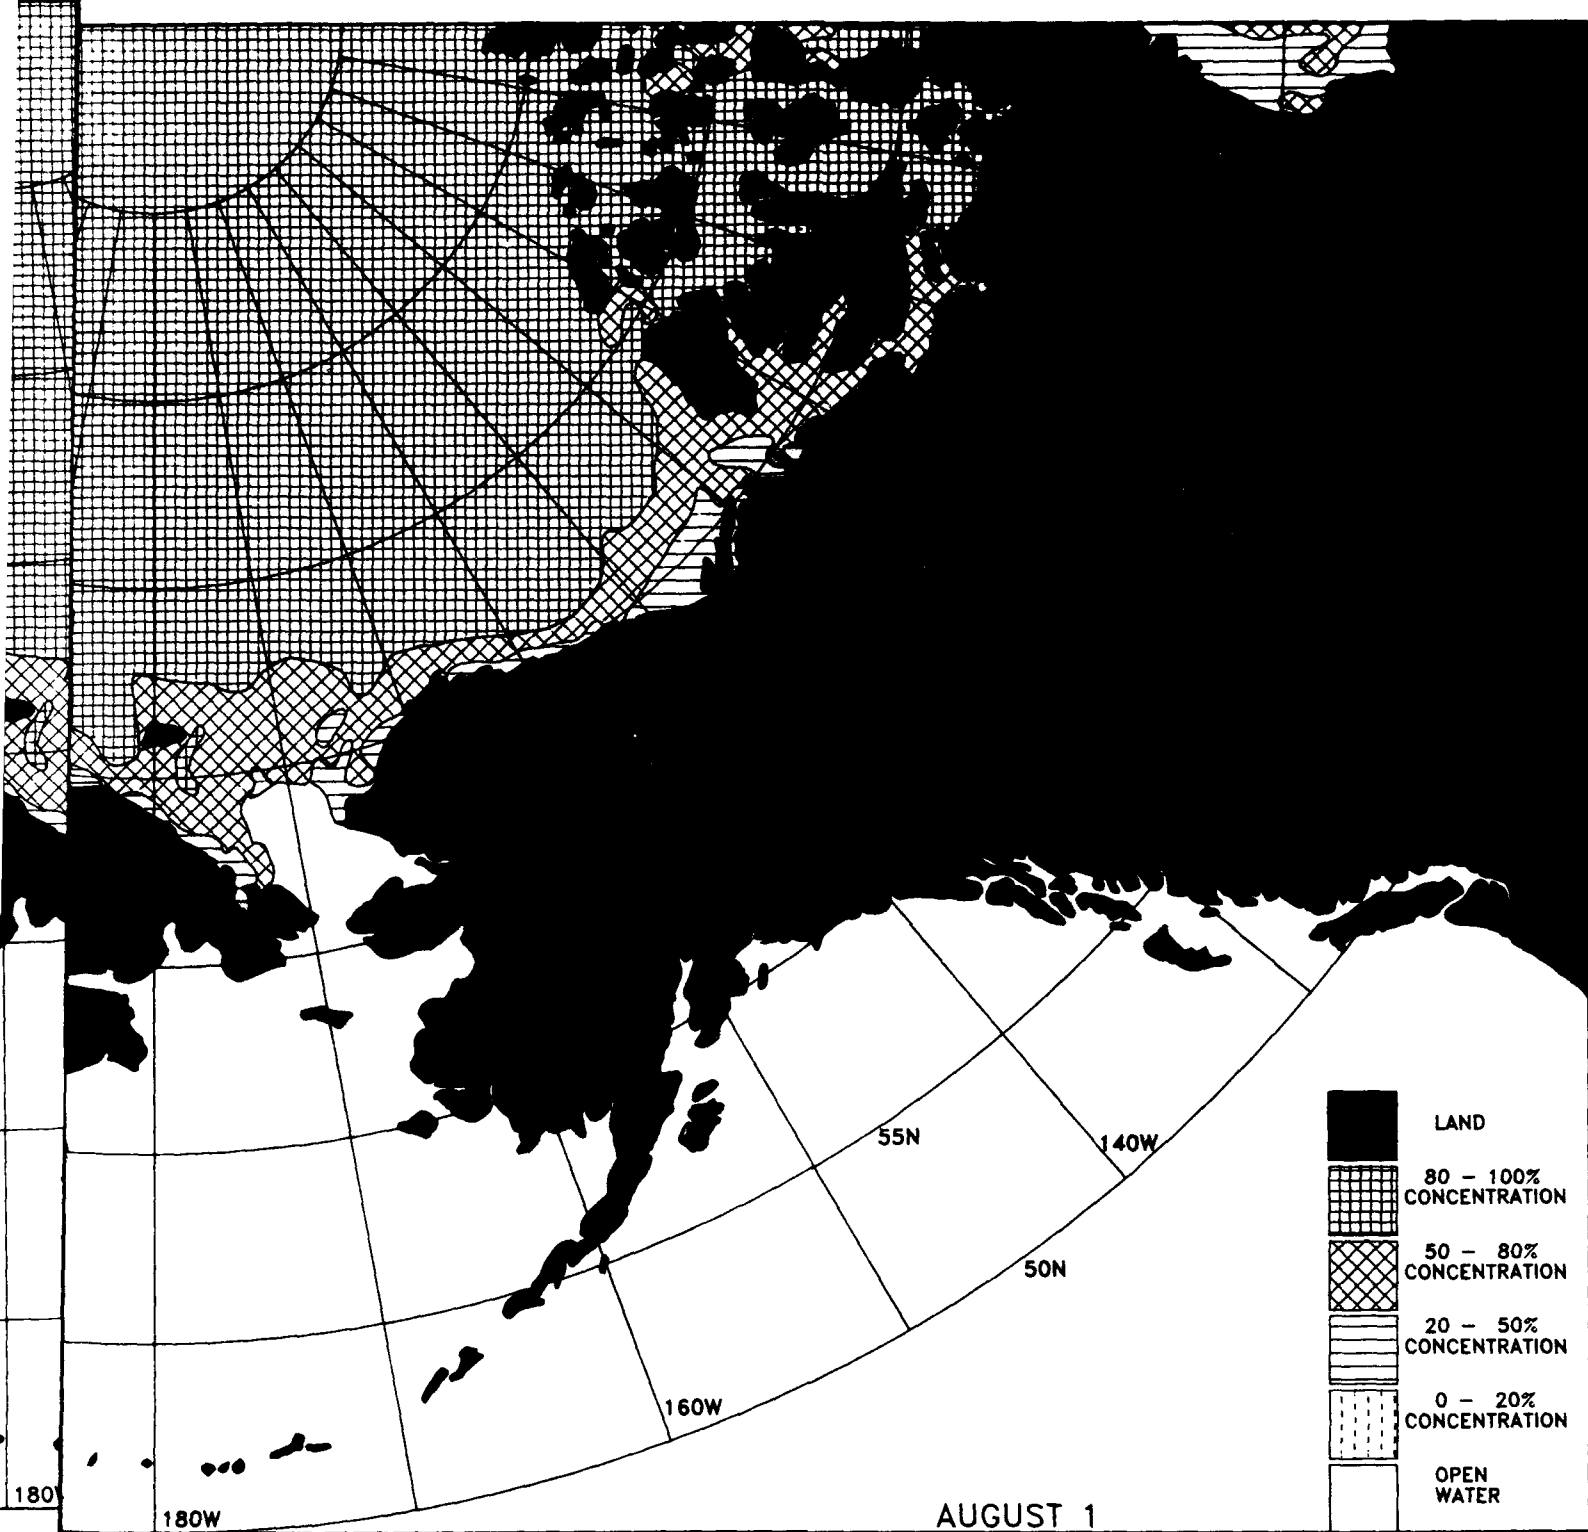 55N
140W
50N
160W
180W
180W
AUGUST 1
LAND
80 - 100%
CONCENTRATION
50 - 80%
CONCENTRATION
20 - 50%
CONCENTRATION
0 - 20%
CONCENTRATION
OPEN
WATER